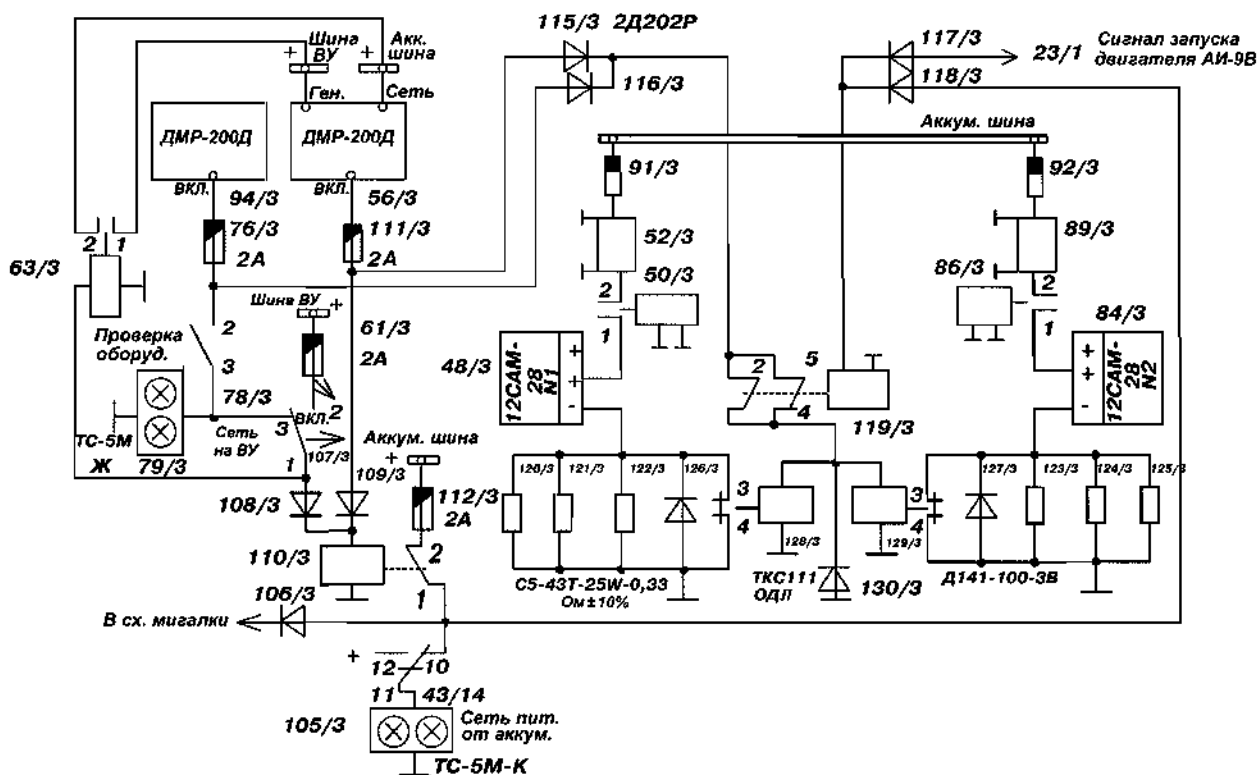 115/3 2Д202Р
116/3
117/3
118/3
23/1
Сигнал запуска
двигателя АИ-9В
+ Шина
ВУ
+ Акк.
шина
Ген.
Сеть
ДМР-200Д
ДМР-200Д
ВКЛ.
94/3
ВКЛ.
56/3
76/3
2А
111/3
2А
2 1
63/3
Аккум. шина
91/3
92/3
52/3
89/3
50/3
86/3
2
1
2
1
84/3
48/3
12САМ-
28
N1
+
+
-
12САМ-
28
N2
+
+
-
Шина ВУ +
61/3
2А
Проверка
оборуд.
2
3
78/3
ТС-5М
Ж
79/3
Сеть
на ВУ
ВКЛ.
2
3
1
107/3
109/3
108/3
Аккум. шина
+
112/3
2А
2
1
110/3
106/3
В сх. мигалки
2
5
4
119/3
120/3
121/3
122/3
126/3
3
4
128/3
129/3
3
4
127/3
123/3
124/3
125/3
С5-43Т-25W-0,33
Ом±10%
ТКС111
ОДЛ
130/3
Д141-100-3В
+
12 10
11
43/14
105/3
Сеть пит.
от аккум.
ТС-5М-К